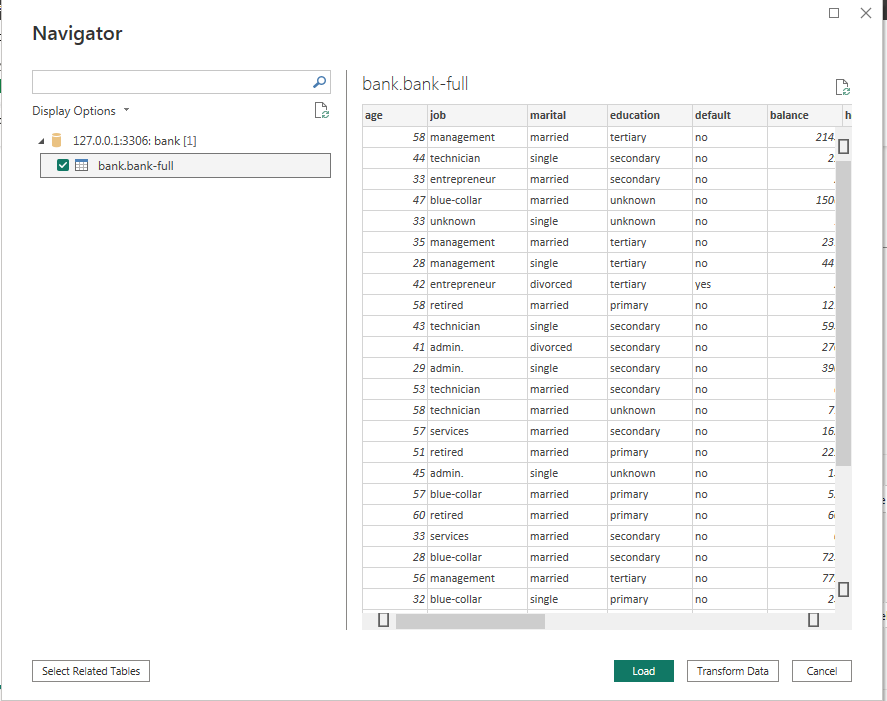 Navigator
Display Options
127.0.0.1:3306: bank [1]
bank.bank-full
bank.bank-full
age job marital education default balance h
58 management married tertiary no 214
44 technician single secondary no 2
33 entrepreneur married secondary no
47 blue-collar married unknown no 150
33 unknown single unknown no
35 management married tertiary no 23
28 management single tertiary no 44
42 entrepreneur divorced tertiary yes
58 retired married primary no 12
43 technician single secondary no 59
41 admin. divorced secondary no 27
29 admin. single secondary no 39
53 technician married secondary no
58 technician married unknown no 7
57 services married secondary no 16
51 retired married primary no 22
45 admin. single unknown no 1
57 blue-collar married primary no 5
60 retired married primary no 6
33 services married secondary no
28 blue-collar married secondary no 72
56 management married tertiary no 77
32 blue-collar single primary no 2
Select Related Tables Load Transform Data Cancel